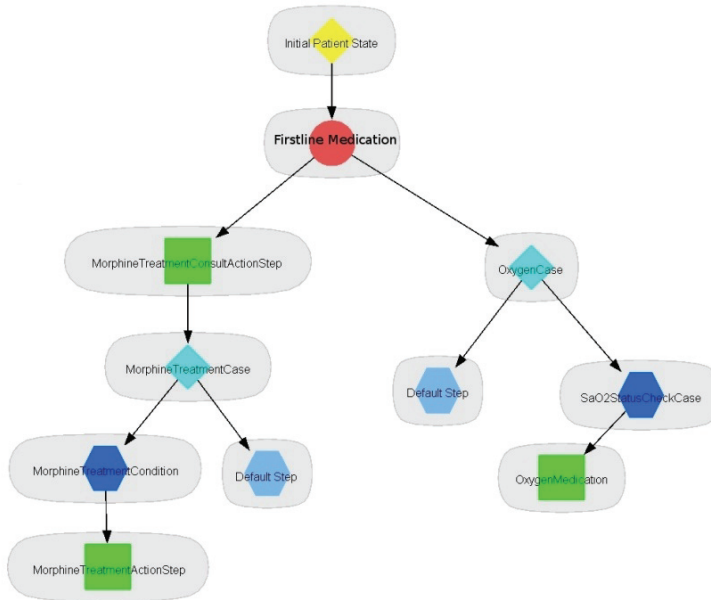 Initial Patient State
Firstline Medication
MorphineTreatmentConsultActionStep
OxygenCase
MorphineTreatmentCase
Default Step
SaO2StatusCheckCase
MorphineTreatmentCondition
Default Step
OxygenMedication
MorphineTreatmentActionStep